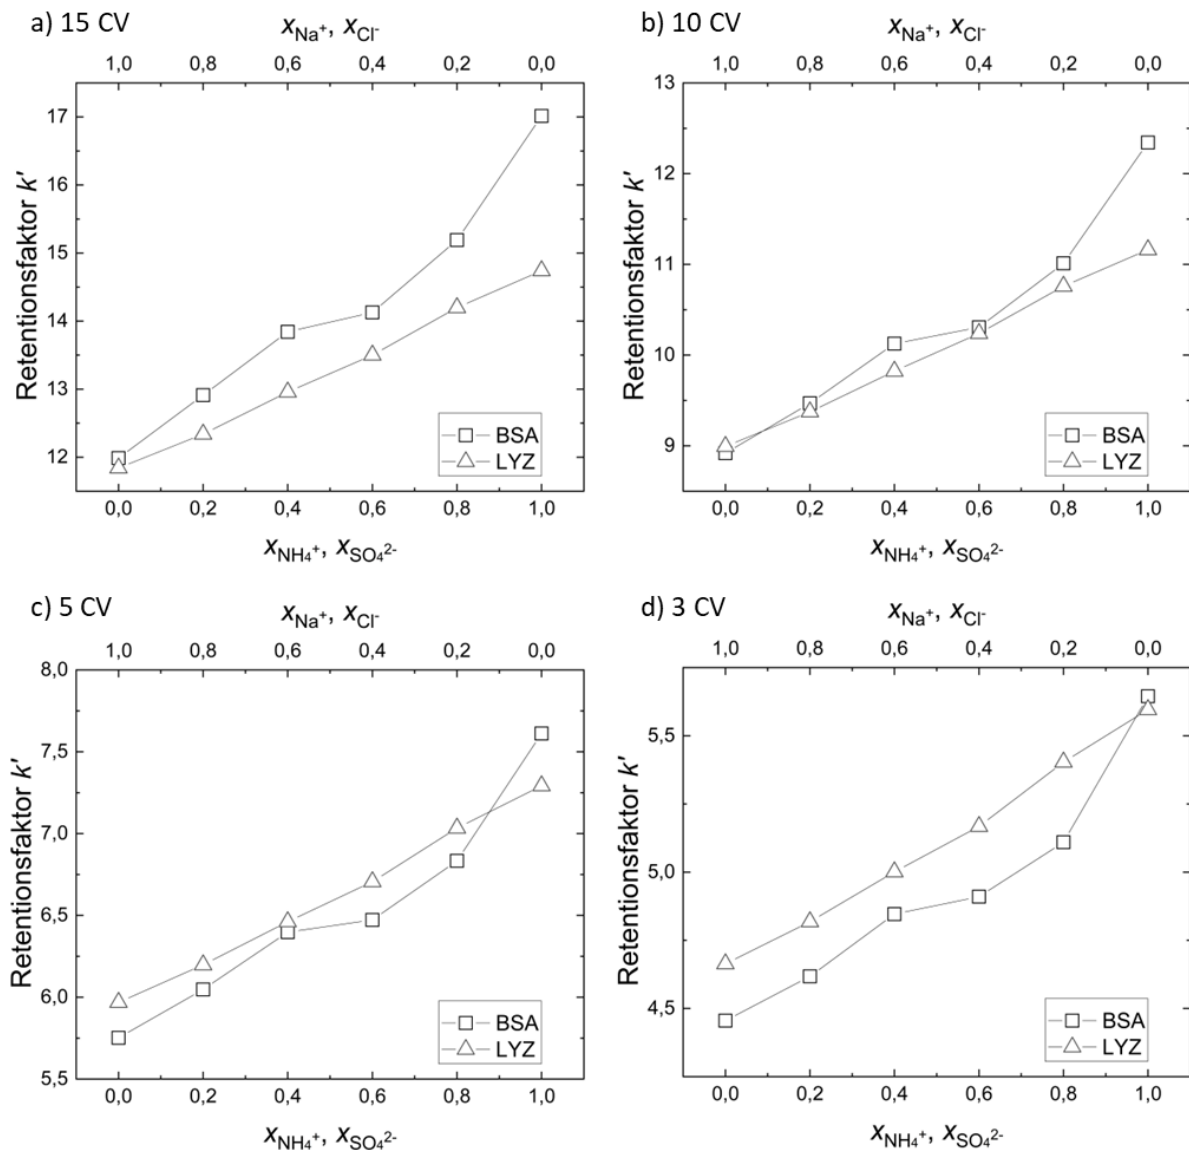 a) 15 CV
xNa⁺, xCl⁻
1,0 0,8 0,6 0,4 0,2 0,0
Retentionsfaktor k'
17
16
15
14
13
12
BSA
LYZ
0,0 0,2 0,4 0,6 0,8 1,0
xNH₄⁺, xSO₄²⁻
b) 10 CV
xNa⁺, xCl⁻
1,0 0,8 0,6 0,4 0,2 0,0
Retentionsfaktor k'
13
12
11
10
9
BSA
LYZ
0,0 0,2 0,4 0,6 0,8 1,0
xNH₄⁺, xSO₄²⁻
c) 5 CV
xNa⁺, xCl⁻
1,0 0,8 0,6 0,4 0,2 0,0
Retentionsfaktor k'
8,0
7,5
7,0
6,5
6,0
5,5
BSA
LYZ
0,0 0,2 0,4 0,6 0,8 1,0
xNH₄⁺, xSO₄²⁻
d) 3 CV
xNa⁺, xCl⁻
1,0 0,8 0,6 0,4 0,2 0,0
Retentionsfaktor k'
5,5
5,0
4,5
BSA
LYZ
0,0 0,2 0,4 0,6 0,8 1,0
xNH₄⁺, xSO₄²⁻